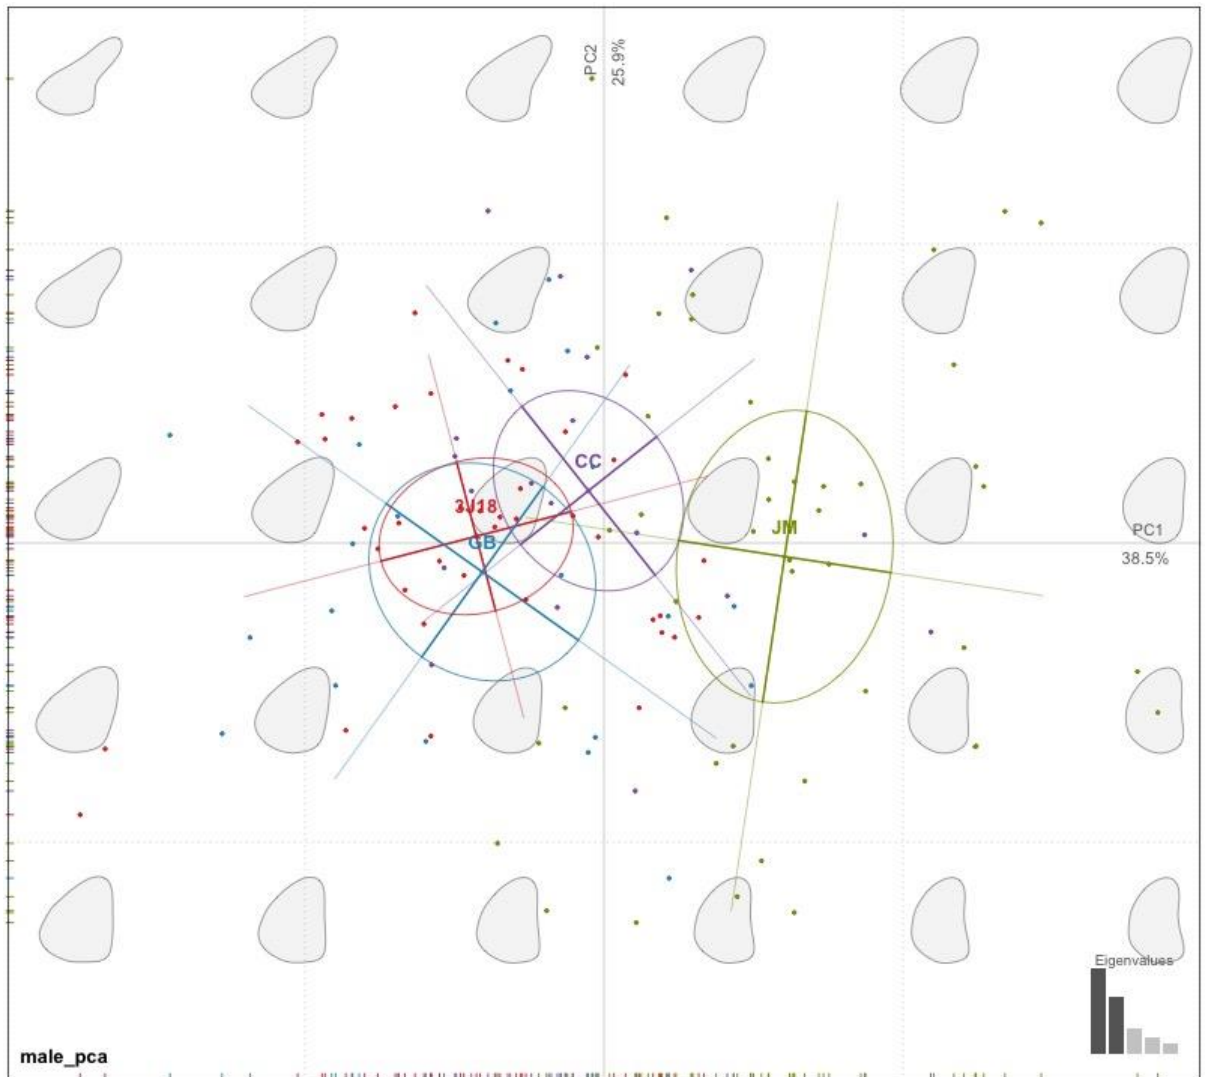 PC2
25.9%
CC
3J18
JM
GB
PC1
38.5%
Eigenvalues
male_pca